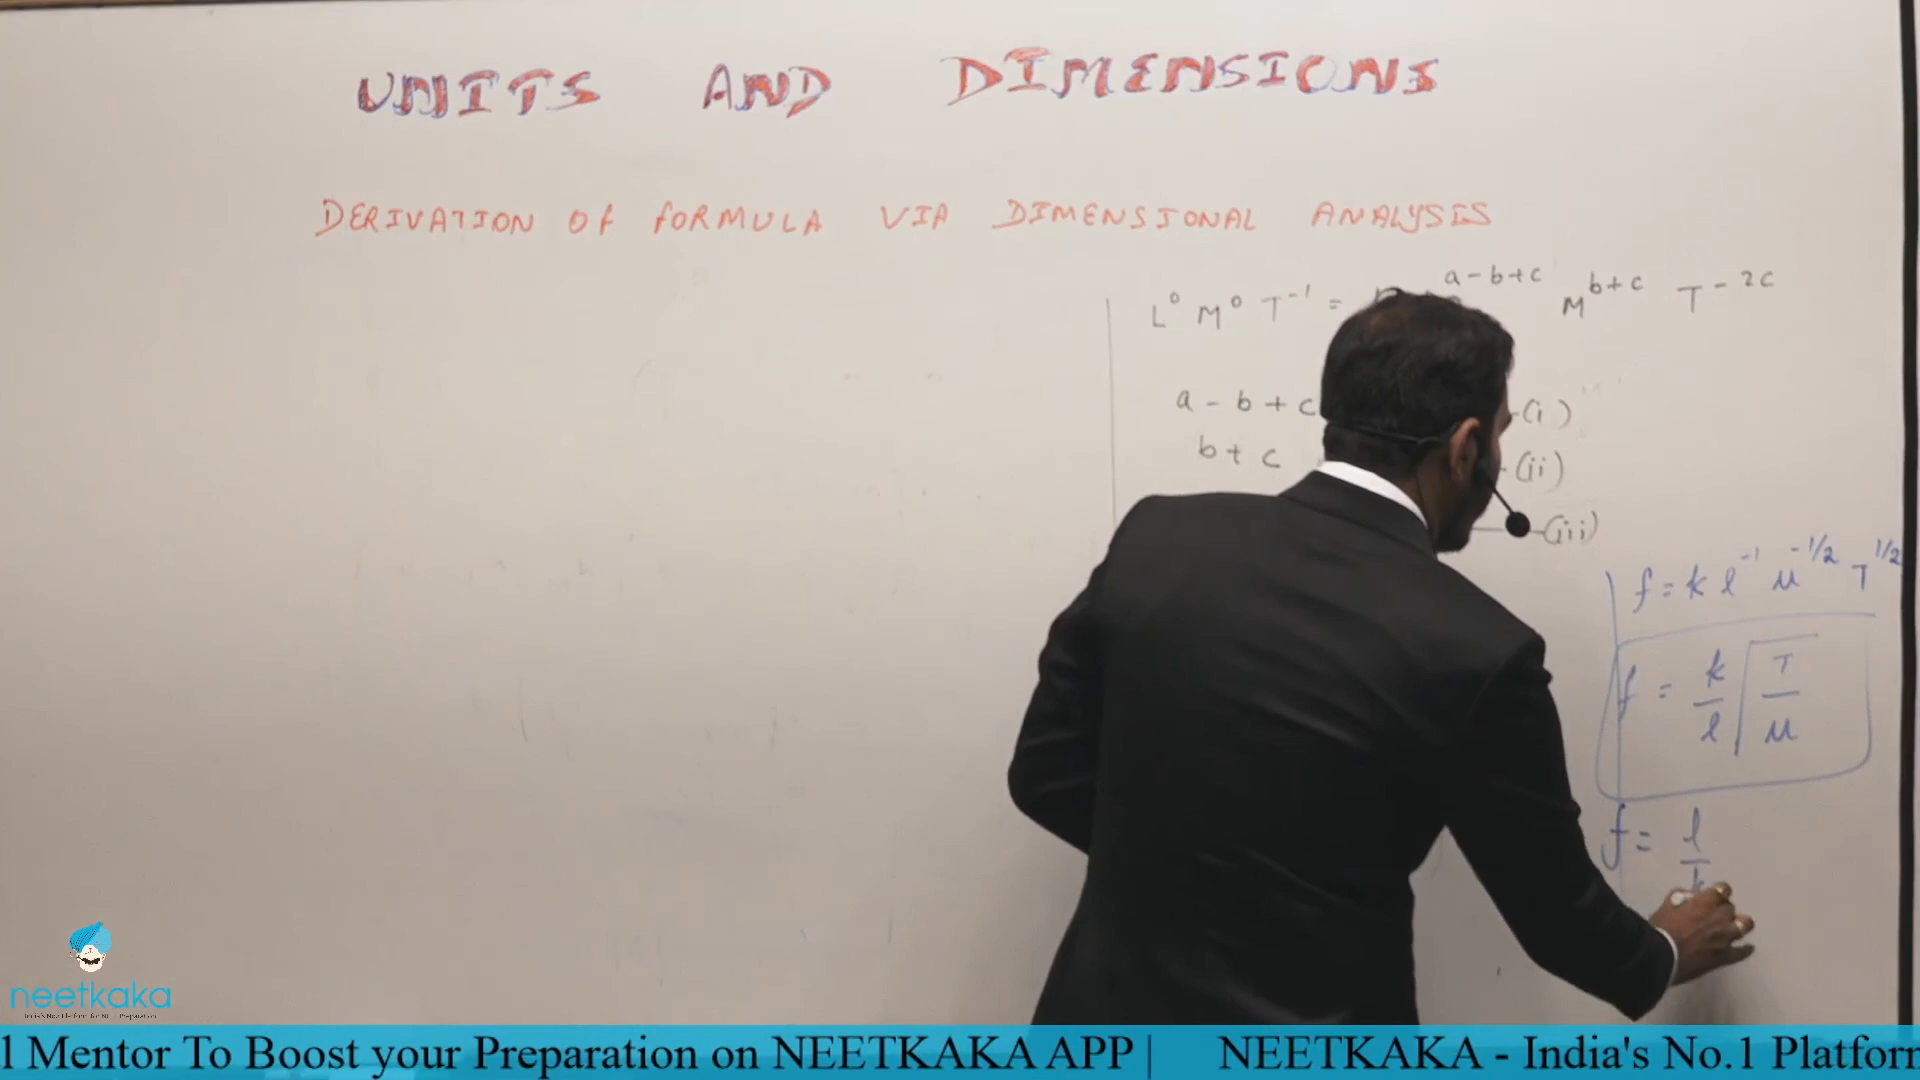 UNITS AND DIMENSIONS
DERIVATION OF FORMULA VIA DIMENSIONAL ANALYSIS
L⁰ M⁰ T⁻¹ = a-b+c M^b+c T^-2c
a - b + c (i)
b + c (ii)
(iii)
f = k l⁻¹ μ^-1/2 T^1/2
f = k/l √T/μ
f = l/
neetkaka
l Mentor To Boost your Preparation on NEETKAKA APP | NEETKAKA - India's No.1 Platform